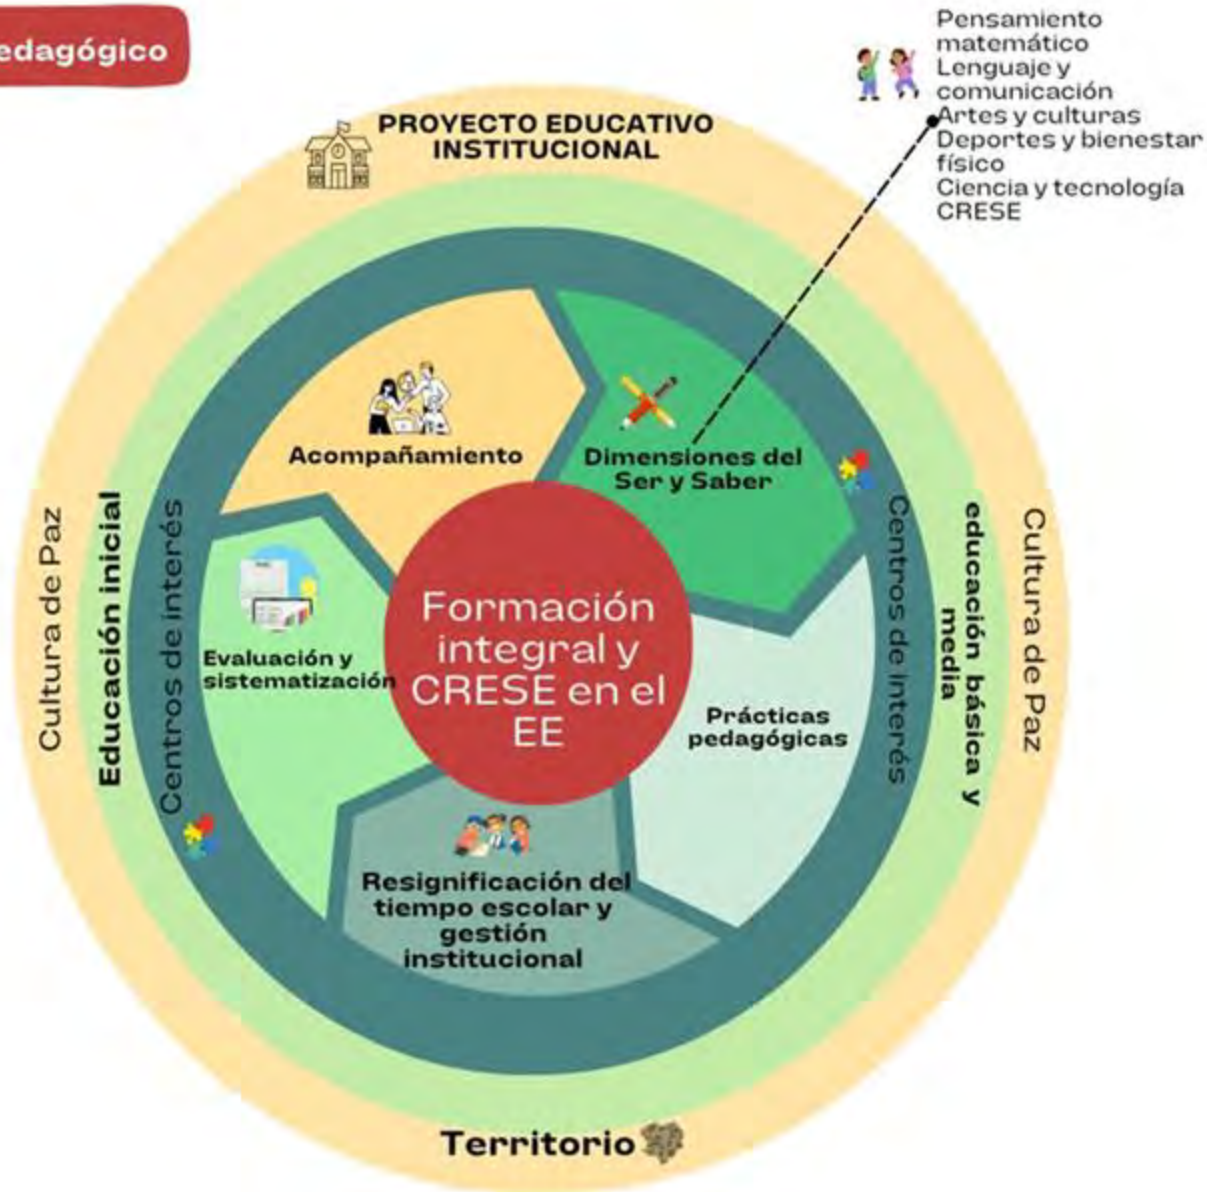 edagógico
Pensamiento
matemático
Lenguaje y
comunicación
Artes y culturas
Deportes y bienestar
físico
Ciencia y tecnología
CRESE
PROYECTO EDUCATIVO
INSTITUCIONAL
Acompañamiento
Dimensiones del
Ser y Saber
Cultura de Paz
Educación inicial
Centros de interés
Evaluación y
sistematización
Formación
integral y
CRESE en el
EE
Prácticas
pedagógicas
Centros de interés
educación básica y
media
Cultura de Paz
Resignificación del
tiempo escolar y
gestión
institucional
Territorio